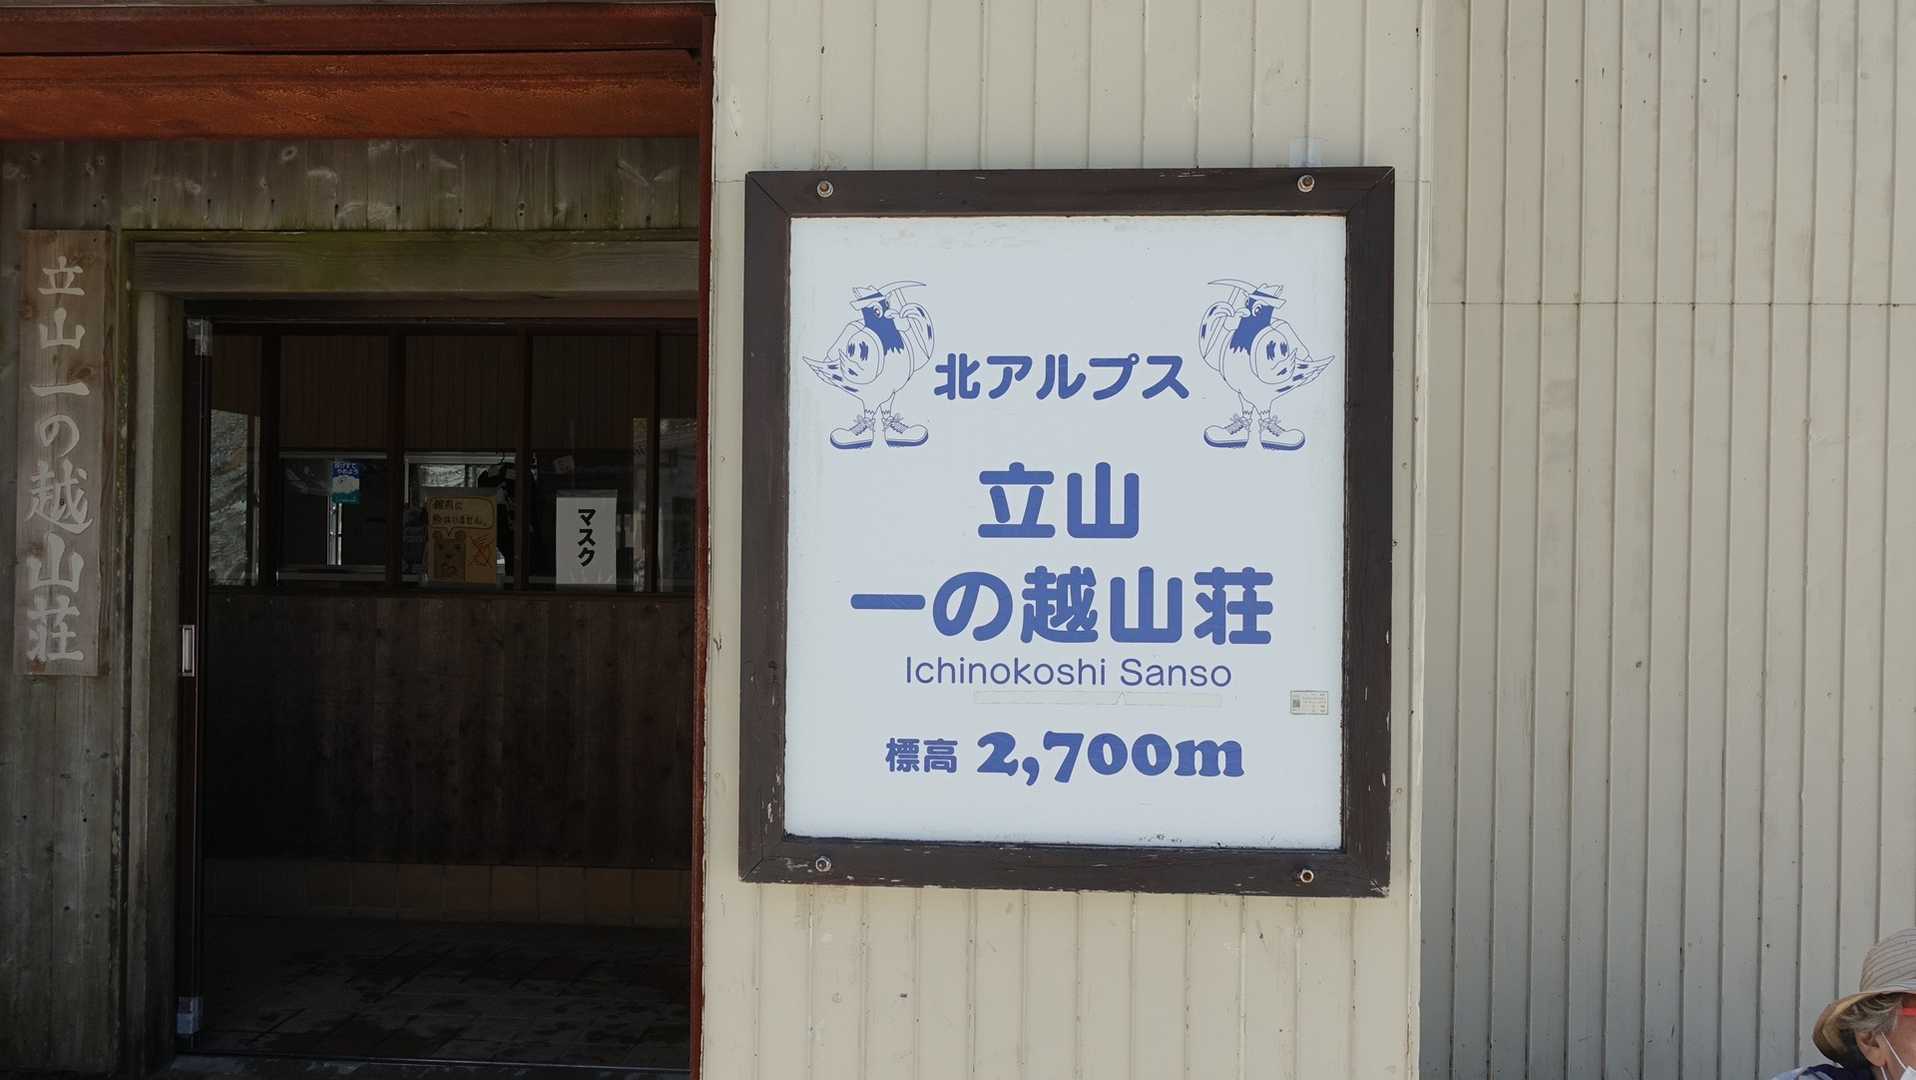 立山一の越山荘
マスク
北アルプス
立山
一の越山荘
Ichinokoshi Sanso
標高 2,700m